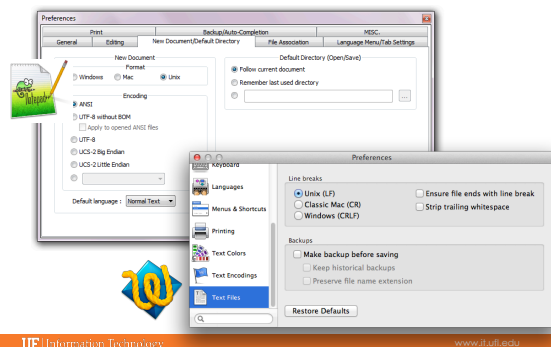 Preferences
Print Backup/Auto-Completion MISC.
General Editing New Document/Default Directory File Association Language Menu/Tab Settings
New Document
Format
Windows Mac Unix
Encoding
ANSI
UTF-8 without BOM
Apply to opened ANSI files
UTF-8
UCS-2 Big Endian
UCS-2 Little Endian
Default language : Normal Text
Default Directory (Open/Save)
Follow current document
Remember last used directory
...
Notepad++
Preferences
Keyboard
Languages
Menus & Shortcuts
Printing
Text Colors
Text Encodings
Text Files
Line breaks
Unix (LF)
Classic Mac (CR)
Windows (CRLF)
Ensure file ends with line break
Strip trailing whitespace
Backups
Make backup before saving
Keep historical backups
Preserve file name extension
Restore Defaults
UF Information Technology
www.it.ufl.edu